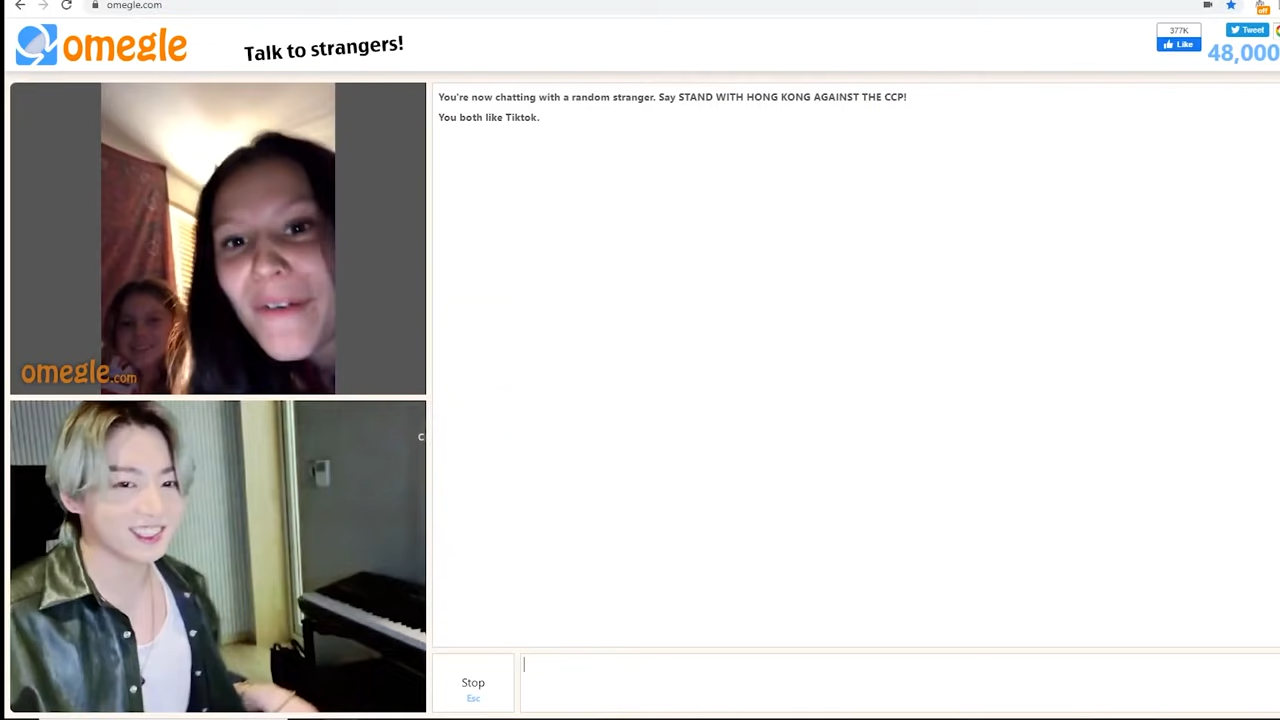 omegle.com
omegle
Talk to strangers!
377K
Like
Tweet
48,000
off
You're now chatting with a random stranger. Say STAND WITH HONG KONG AGAINST THE CCP!
You both like Tiktok.
omegle.com
C
Stop
Esc